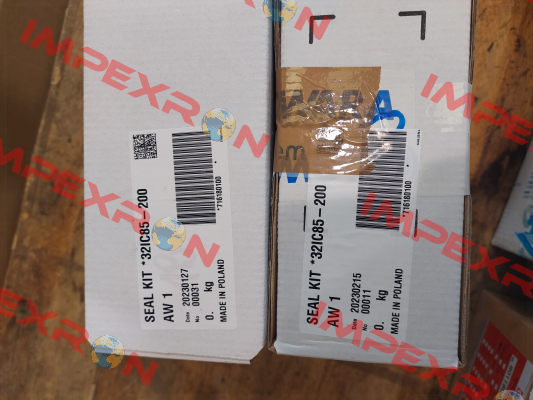 IMPEXRON
SEAL KIT *32IC85-200
AW 1
Date 20230127
No 00031
0. kg
MADE IN POLAND
*716180100 *
WARA
SEAL KIT *32IC85-200
AW 1
Date 20230215
No 00011
0. kg
MADE IN POLAND
*716180100 *
IMPEXRON
IMPEXRON
IMPEXRON